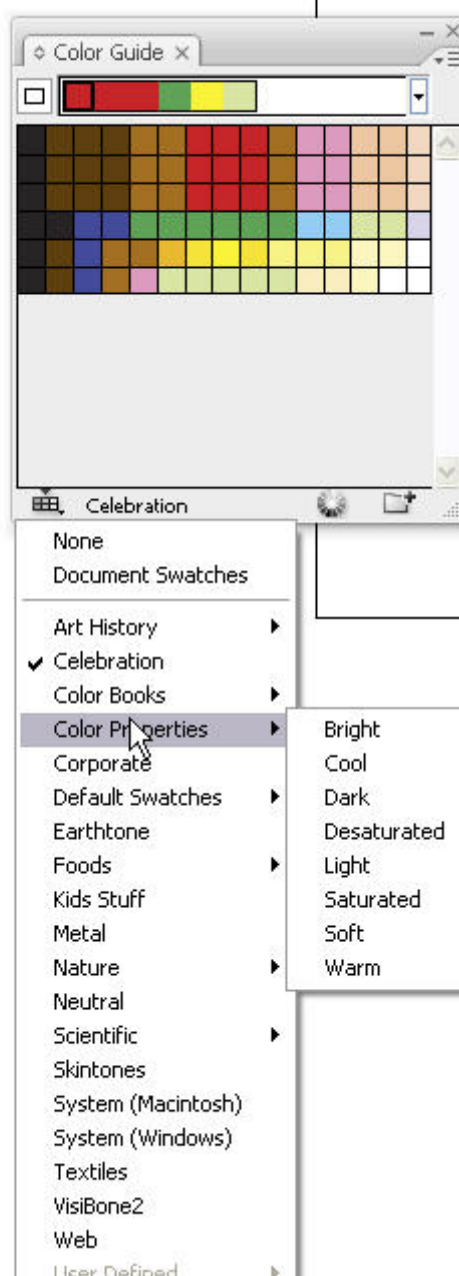 Color Guide
Celebration
None
Document Swatches
Art History
Celebration
Color Books
Color Properties
Corporate
Default Swatches
Earthtone
Foods
Kids Stuff
Metal
Nature
Neutral
Scientific
Skintones
System (Macintosh)
System (Windows)
Textiles
VisiBone2
Web
User Defined
Bright
Cool
Dark
Desaturated
Light
Saturated
Soft
Warm